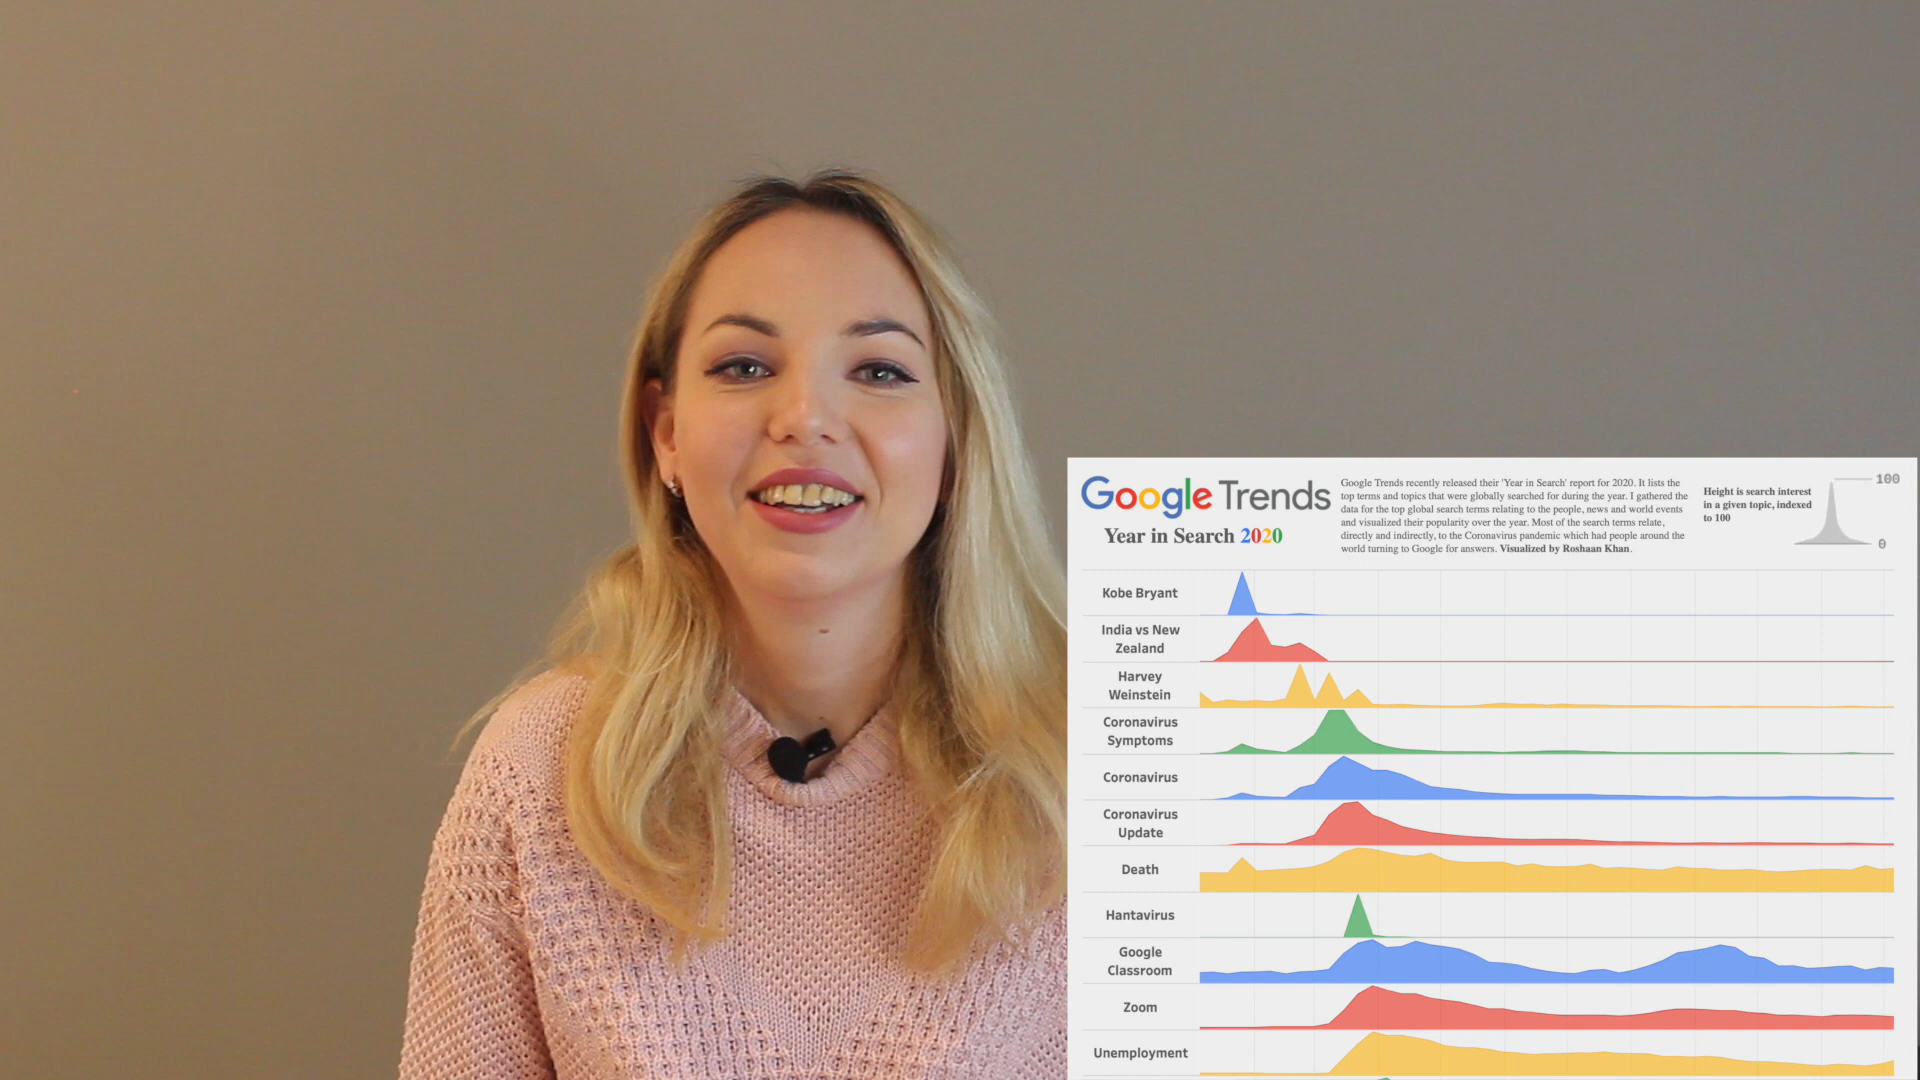 Google Trends
Year in Search 2020
Google Trends recently released their 'Year in Search' report for 2020. It lists the
top terms and topics that were globally searched for during the year. I gathered the
data for the top global search terms relating to the people, news and world events
and visualized their popularity over the year. Most of the search terms relate,
directly and indirectly, to the Coronavirus pandemic which had people around the
world turning to Google for answers. Visualized by Roshaan Khan.
Height is search interest
in a given topic, indexed
to 100
100
0
Kobe Bryant
India vs New
Zealand
Harvey
Weinstein
Coronavirus
Symptoms
Coronavirus
Coronavirus
Update
Death
Hantavirus
Google
Classroom
Zoom
Unemployment